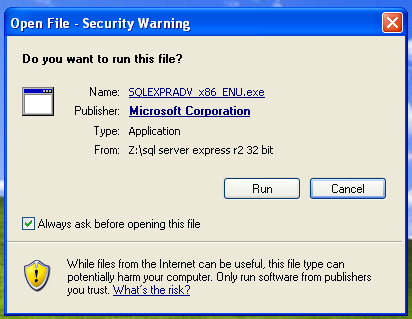 Open File - Security Warning
Do you want to run this file?
Name: SQLEXPRADV_x86_ENU.exe
Publisher: Microsoft Corporation
Type: Application
From: Z:\sql server express r2 32 bit
Run Cancel
Always ask before opening this file
While files from the Internet can be useful, this file type can
potentially harm your computer. Only run software from publishers
you trust. What's the risk?